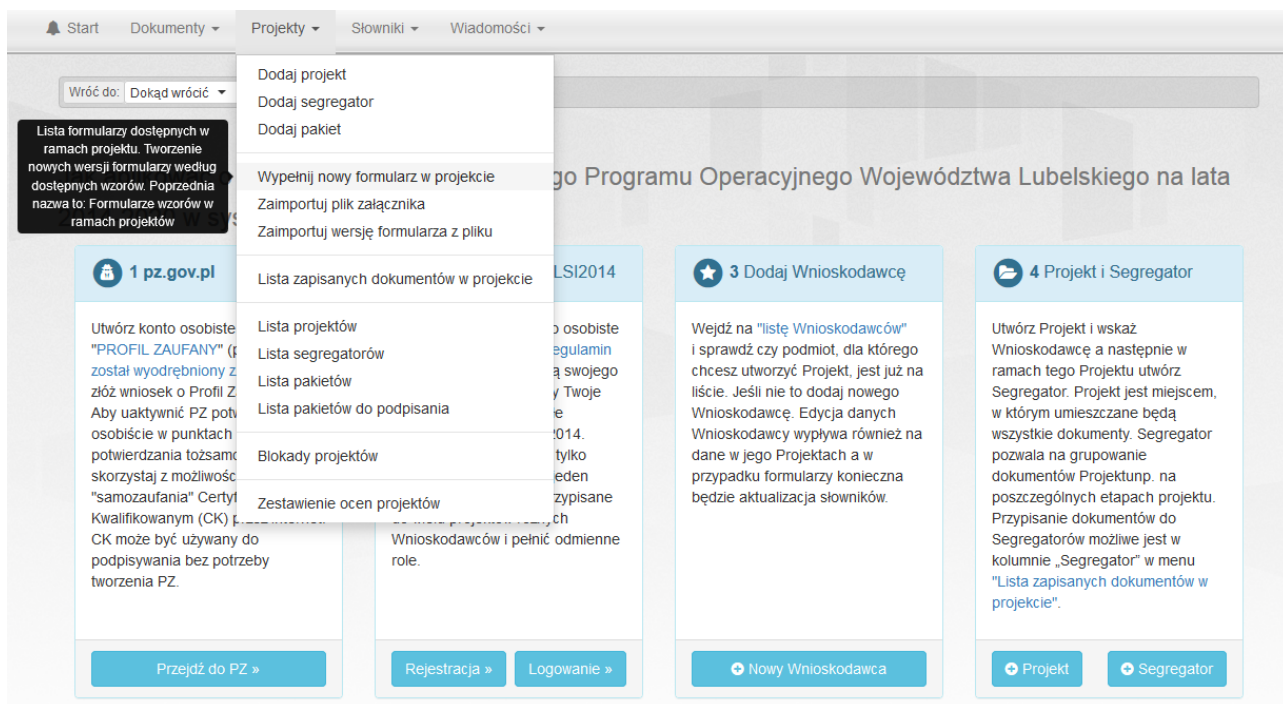 Start Dokumenty Projekty Słowniki Wiadomości
Wróć do: Dokąd wrócić
Dodaj projekt
Dodaj segregator
Dodaj pakiet
Wypełnij nowy formularz w projekcie
Zaimportuj plik załącznika
Zaimportuj wersję formularza z pliku
Lista zapisanych dokumentów w projekcie
Lista projektów
Lista segregatorów
Lista pakietów
Lista pakietów do podpisania
Blokady projektów
Zestawienie ocen projektów
Lista formularzy dostępnych w
ramach projektu. Tworzenie
nowych wersji formularzy według
dostępnych wzorów. Poprzednia
nazwa to: Formularze wzorów w
ramach projektów
Programu Operacyjnego Województwa Lubelskiego na lata
1 pz.gov.pl
Utwórz konto osobiste
"PROFIL ZAUFANY"
został wyodrębniony
złóż wniosek o Profil
Aby uaktywnić PZ
osobiście w punktach
potwierdzania
skorzystaj z
"samozaufania"
Kwalifikowanym (CK)
CK może być używany do
podpisywania bez potrzeby
tworzenia PZ.
Przejdź do PZ »
LSI2014
osobiste
swojego
Twoje
2014.
tylko
Wnioskodawców i pełnić odmienne
role.
Rejestracja » Logowanie »
3 Dodaj Wnioskodawcę
Wejdź na "listę Wnioskodawców"
i sprawdź czy podmiot, dla którego
chcesz utworzyć Projekt, jest już na
liście. Jeśli nie to dodaj nowego
Wnioskodawcę. Edycja danych
Wnioskodawcy wypływa również na
dane w jego Projektach a w
przypadku formularzy konieczna
będzie aktualizacja słowników.
Nowy Wnioskodawca
4 Projekt i Segregator
Utwórz Projekt i wskaż
Wnioskodawcę a następnie w
ramach tego Projektu utwórz
Segregator. Projekt jest miejscem,
w którym umieszczane będą
wszystkie dokumenty. Segregator
pozwala na grupowanie
dokumentów Projektunp. na
poszczególnych etapach projektu.
Przypisanie dokumentów do
Segregatorów możliwe jest w
kolumnie „Segregator” w menu
"Lista zapisanych dokumentów w
projekcie".
Projekt Segregator